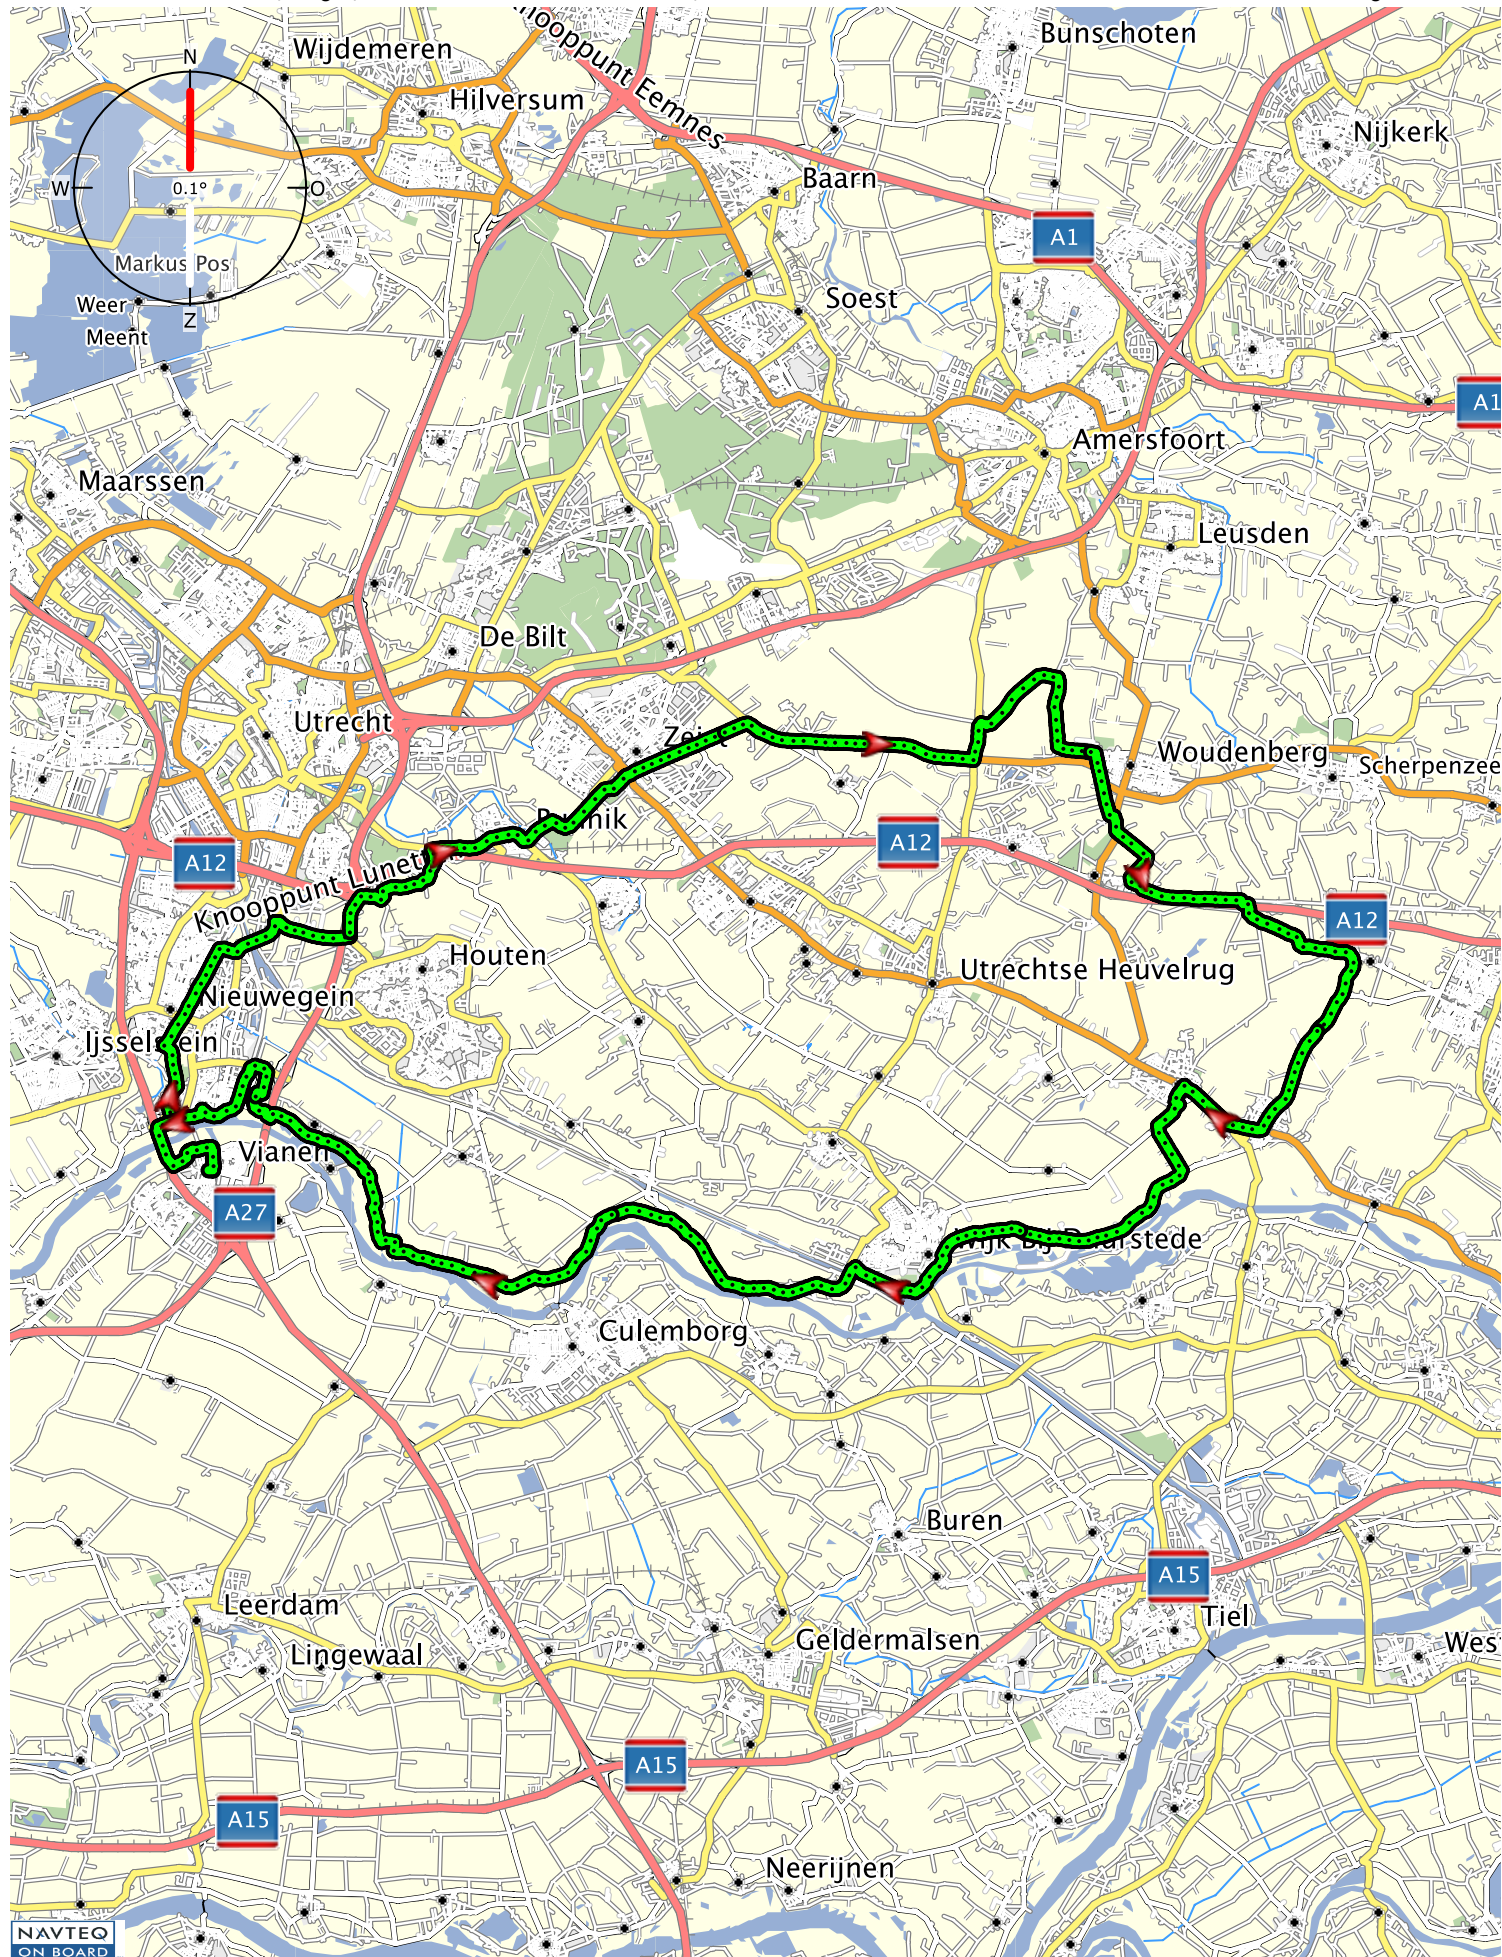 Wijdemeren
Bunschoten
Knooppunt Eemnes
N
Hilversum
Nijkerk
W
0.1°
O
Baarn
A1
Markus Pos
Z
Weer
Meent
Soest
A1
Amersfoort
Maarssen
Leusden
De Bilt
Utrecht
Woudenberg
Scherpenzee
A12
A12
Knooppunt Lunet
A12
Houten
Utrechtse Heuvelrug
Nieuwegein
Vianen
A27
Culemborg
Buren
A15
Leerdam
Tiel
Geldermalsen
Lingewaal
Wes
A15
A15
Neerijnen
NAVTEQ
ON BOARD